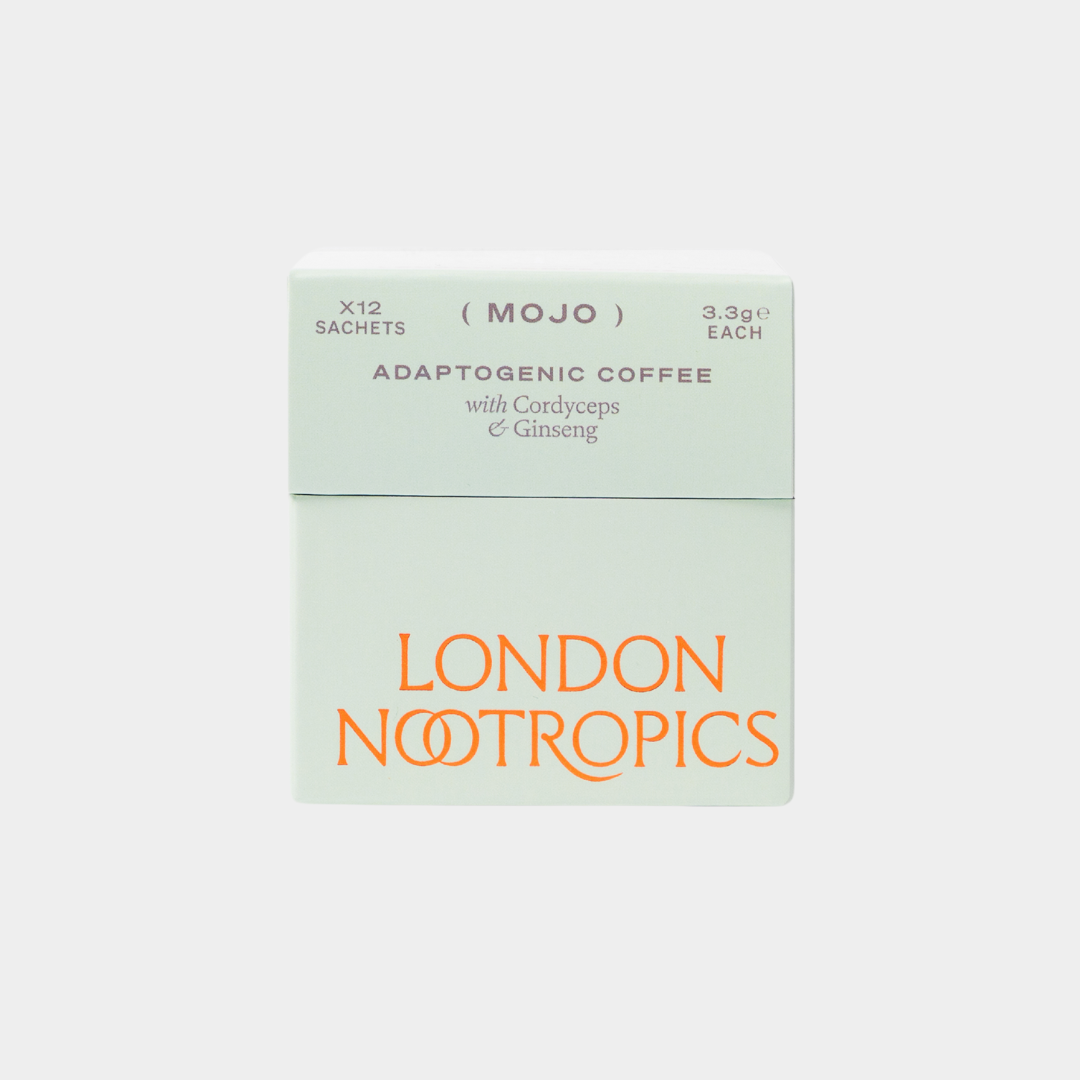 X12
SACHETS
( MOJO )
3.3g℮
EACH
ADAPTOGENIC COFFEE
with Cordyceps
& Ginseng
LONDON
NOOTROPICS